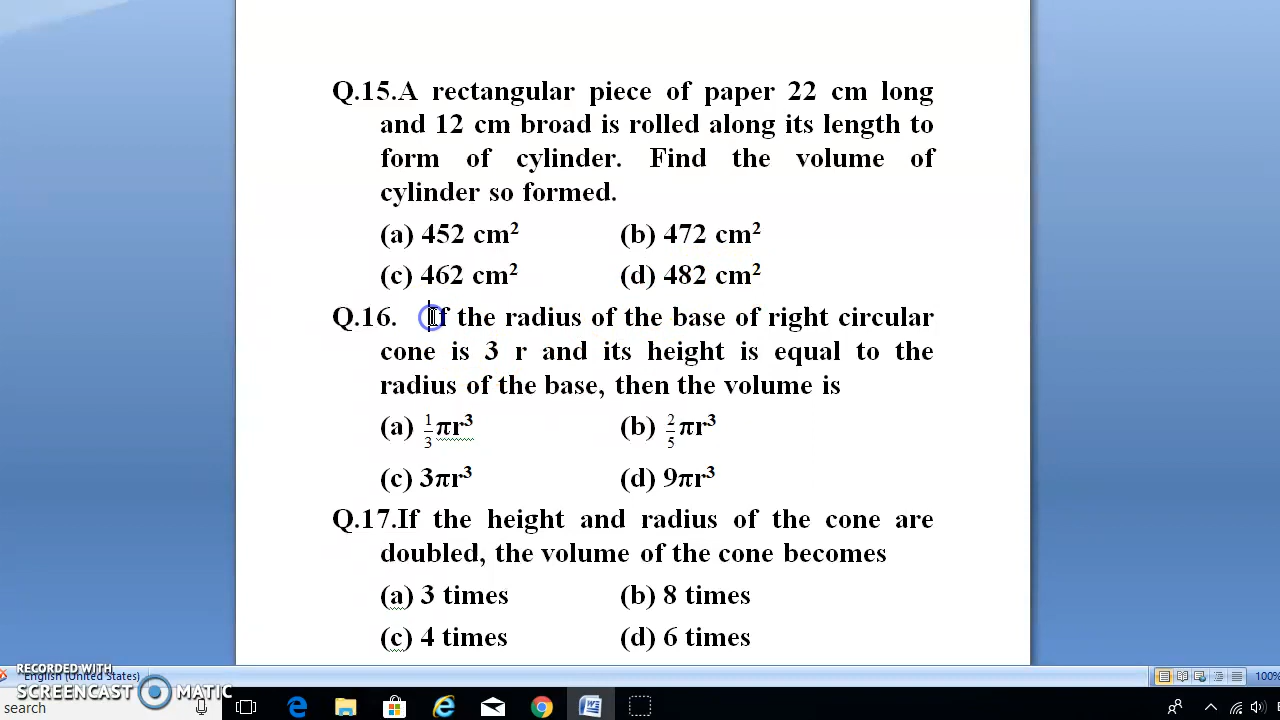 Q.15.A rectangular piece of paper 22 cm long
and 12 cm broad is rolled along its length to
form of cylinder. Find the volume of
cylinder so formed.
(a) 452 cm² (b) 472 cm²
(c) 462 cm² (d) 482 cm²
Q.16. If the radius of the base of right circular
cone is 3 r and its height is equal to the
radius of the base, then the volume is
(a) 1/3 πr³ (b) 2/5 πr³
(c) 3πr³ (d) 9πr³
Q.17.If the height and radius of the cone are
doubled, the volume of the cone becomes
(a) 3 times (b) 8 times
(c) 4 times (d) 6 times
RECORDED WITH
English (United States) 100%
SCREENCAST MATIC
search